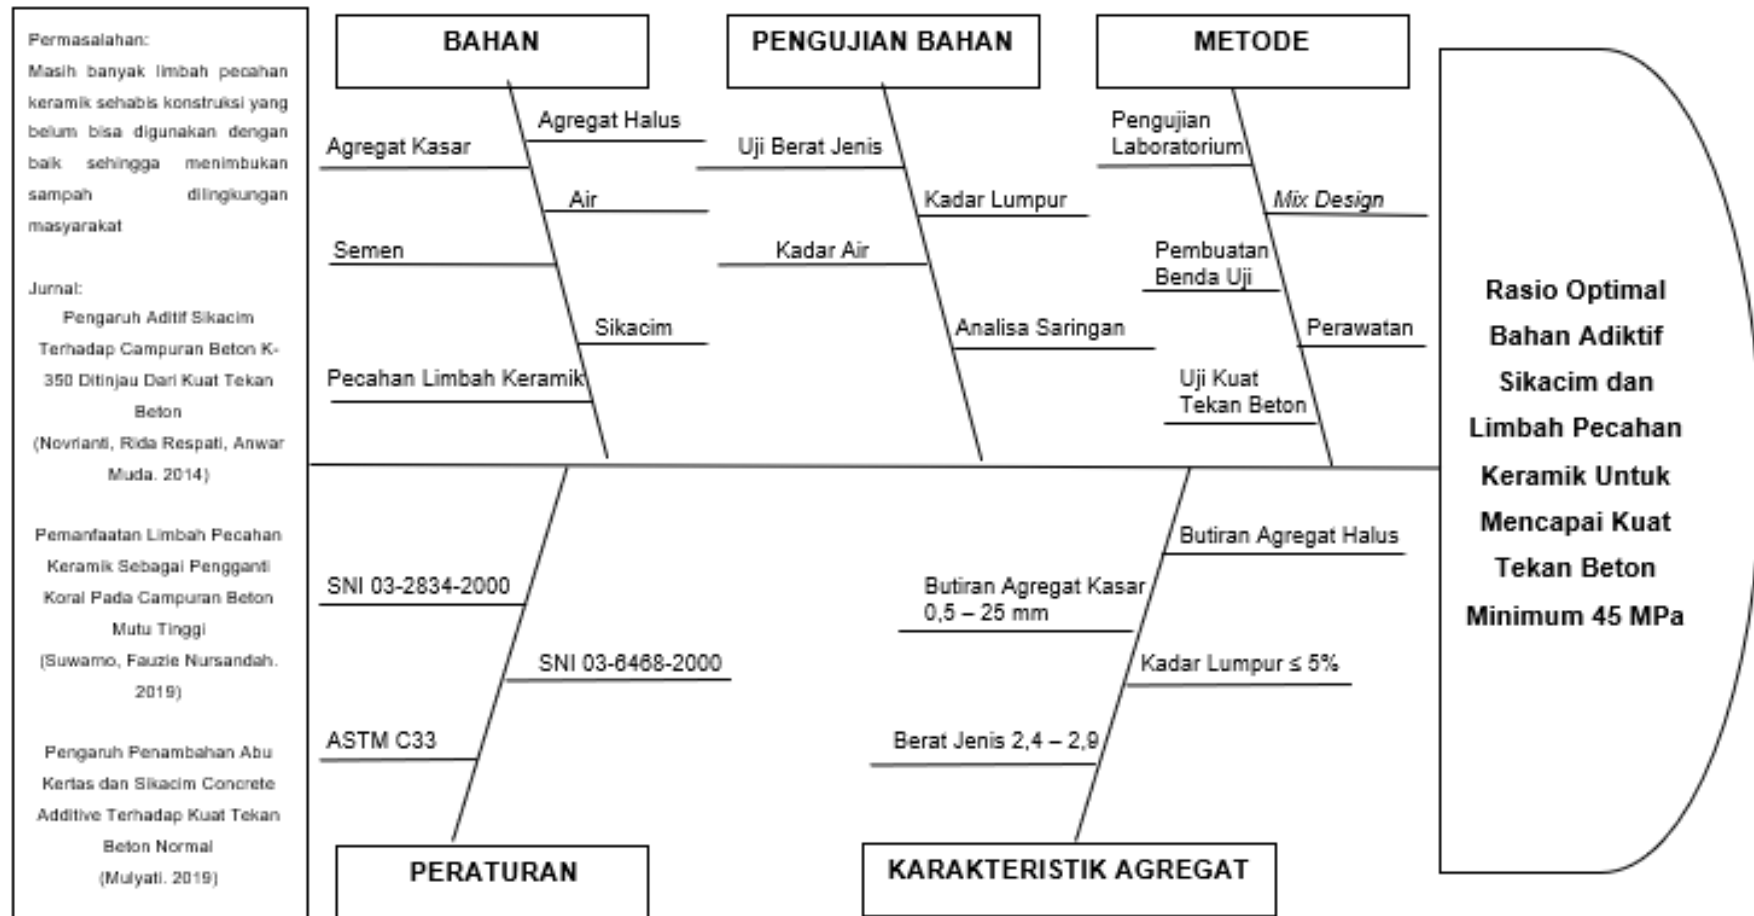 Permasalahan:
Masih banyak limbah pecahan
keramik sehabis konstruksi yang
belum bisa digunakan dengan
baik sehingga menimbukan
sampah dilingkungan
masyarakat
Jurnal:
Pengaruh Aditif Sikacim
Terhadap Campuran Beton K-
350 Ditinjau Dari Kuat Tekan
Beton
(Novrianti, Rida Respati, Anwar
Muda. 2014)
Pemanfaatan Limbah Pecahan
Keramik Sebagai Pengganti
Koral Pada Campuran Beton
Mutu Tinggi
(Suwarno, Fauzie Nursandah.
2019)
Pengaruh Penambahan Abu
Kertas dan Sikacim Concrete
Additive Terhadap Kuat Tekan
Beton Normal
(Mulyati. 2019)
BAHAN
Agregat Halus
Agregat Kasar
Air
Semen
Sikacim
Pecahan Limbah Keramik
PENGUJIAN BAHAN
Uji Berat Jenis
Kadar Lumpur
Kadar Air
Analisa Saringan
METODE
Pengujian
Laboratorium
Mix Design
Pembuatan
Benda Uji
Perawatan
Uji Kuat
Tekan Beton
SNI 03-2834-2000
SNI 03-6468-2000
ASTM C33
PERATURAN
Butiran Agregat Halus
Butiran Agregat Kasar
0,5 – 25 mm
Kadar Lumpur ≤ 5%
Berat Jenis 2,4 – 2,9
KARAKTERISTIK AGREGAT
Rasio Optimal
Bahan Adiktif
Sikacim dan
Limbah Pecahan
Keramik Untuk
Mencapai Kuat
Tekan Beton
Minimum 45 MPa